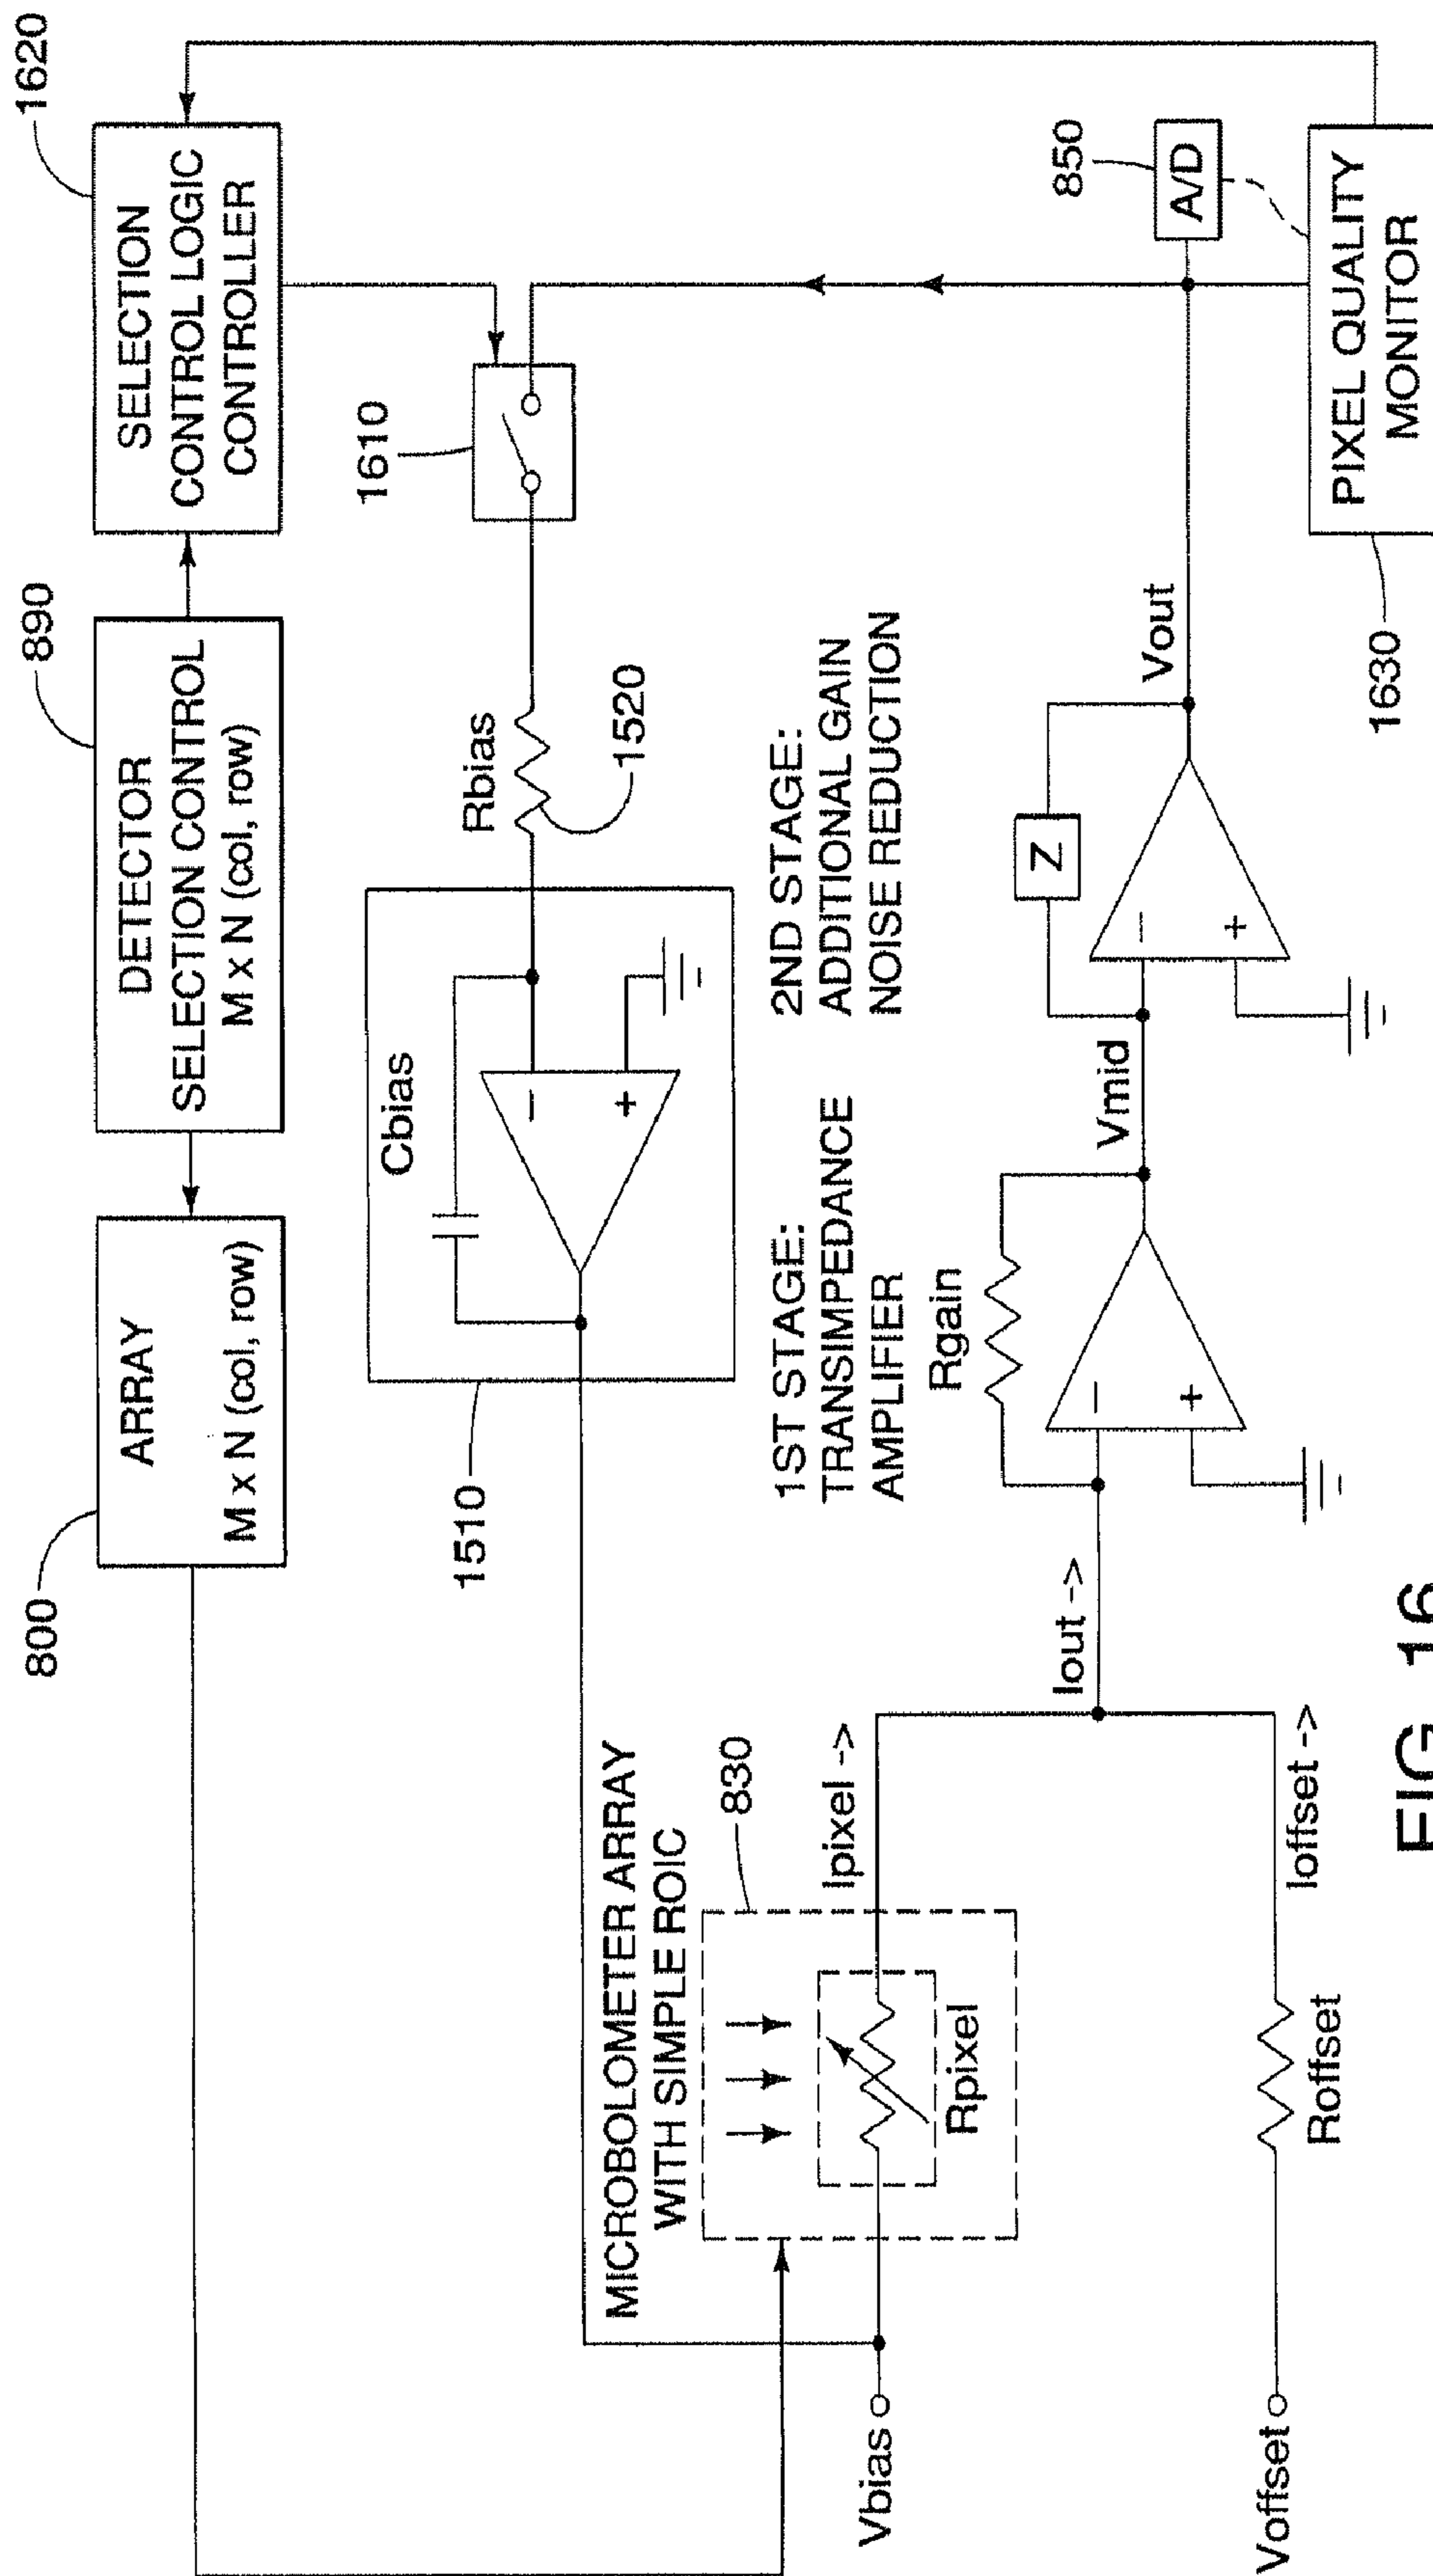 800
ARRAY
M x N (col, row)
890
DETECTOR
SELECTION CONTROL
M x N (col, row)
1620
SELECTION
CONTROL LOGIC
CONTROLLER
1510
Cbias
−
+
Rbias
1520
1610
MICROBOLOMETER ARRAY
WITH SIMPLE ROIC
830
Rpixel
Vbias
Ipixel ->
Iout ->
Voffset
Roffset
Ioffset ->
1ST STAGE:
TRANSIMPEDANCE
AMPLIFIER
Rgain
−
+
Vmid
2ND STAGE:
ADDITIONAL GAIN
NOISE REDUCTION
Z
−
+
Vout
850
A/D
PIXEL QUALITY
MONITOR
1630
FIG. 16